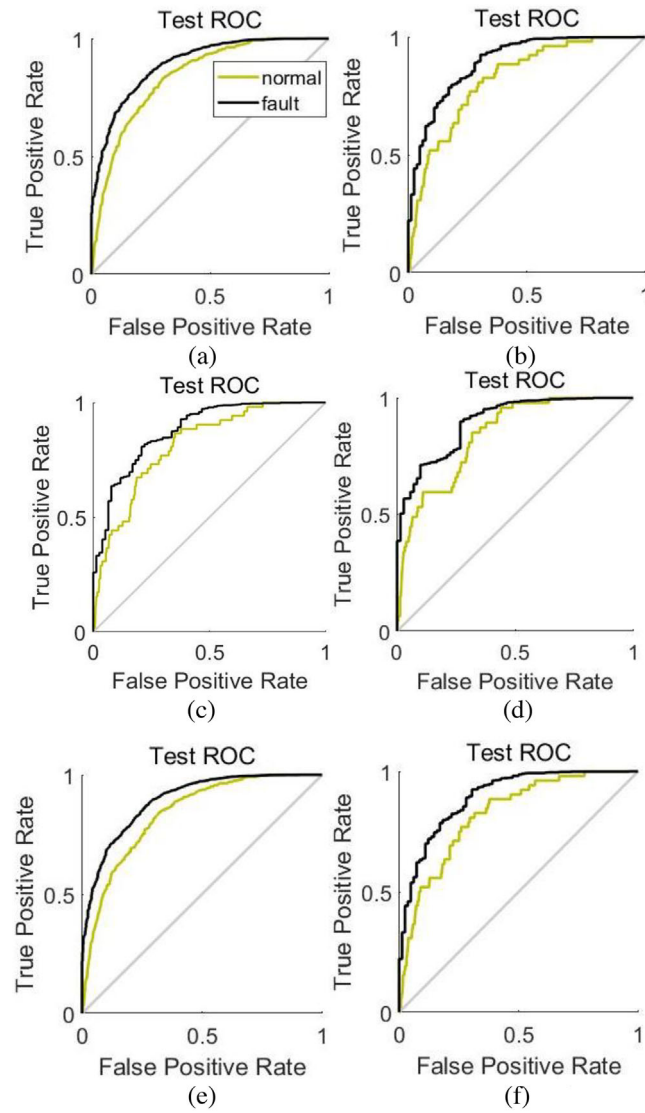 Test ROC
1
0.5
0
True Positive Rate
normal
fault
0
0.5
1
False Positive Rate
(a)
Test ROC
1
0.5
0
True Positive Rate
0
0.5
1
False Positive Rate
(b)
Test ROC
1
0.5
0
True Positive Rate
0
0.5
1
False Positive Rate
(c)
Test ROC
1
0.5
0
True Positive Rate
0
0.5
1
False Positive Rate
(d)
Test ROC
1
0.5
0
True Positive Rate
0
0.5
1
False Positive Rate
(e)
Test ROC
1
0.5
0
True Positive Rate
0
0.5
1
False Positive Rate
(f)